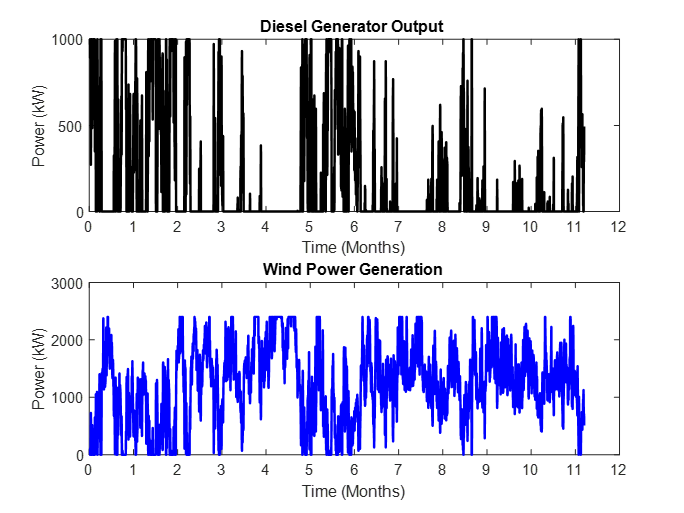 Diesel Generator Output
Power (kW)
1000
500
0
0 1 2 3 4 5 6 7 8 9 10 11 12
Time (Months)
Wind Power Generation
Power (kW)
3000
2000
1000
0
0 1 2 3 4 5 6 7 8 9 10 11 12
Time (Months)